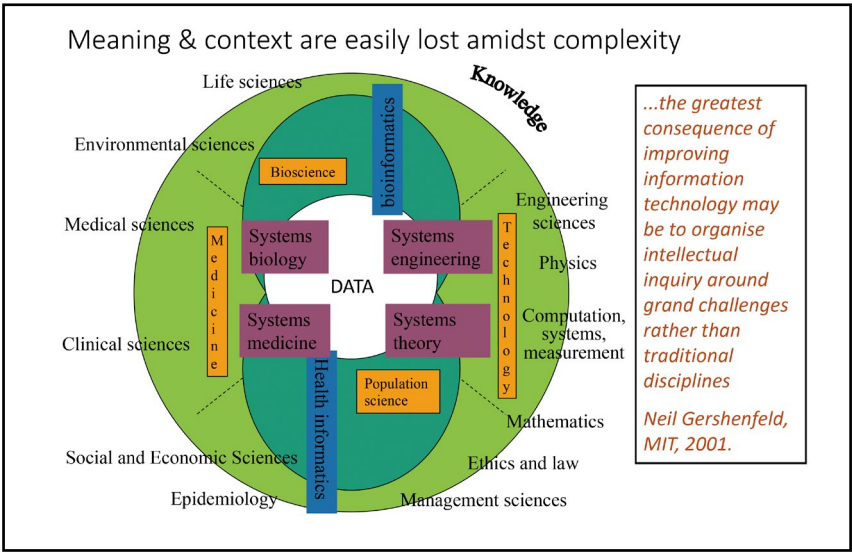 Meaning & context are easily lost amidst complexity
Knowledge
Life sciences
Environmental sciences
Bioscience
bioinformatics
Medical sciences
Engineering
sciences
Medicine
Systems
biology
Systems
engineering
Technology
Physics
DATA
Clinical sciences
Systems
medicine
Systems
theory
Computation,
systems,
measurement
Health informatics
Population
science
Mathematics
Social and Economic Sciences
Ethics and law
Epidemiology
Management sciences
...the greatest
consequence of
improving
information
technology may
be to organise
intellectual
inquiry around
grand challenges
rather than
traditional
disciplines
Neil Gershenfeld,
MIT, 2001.